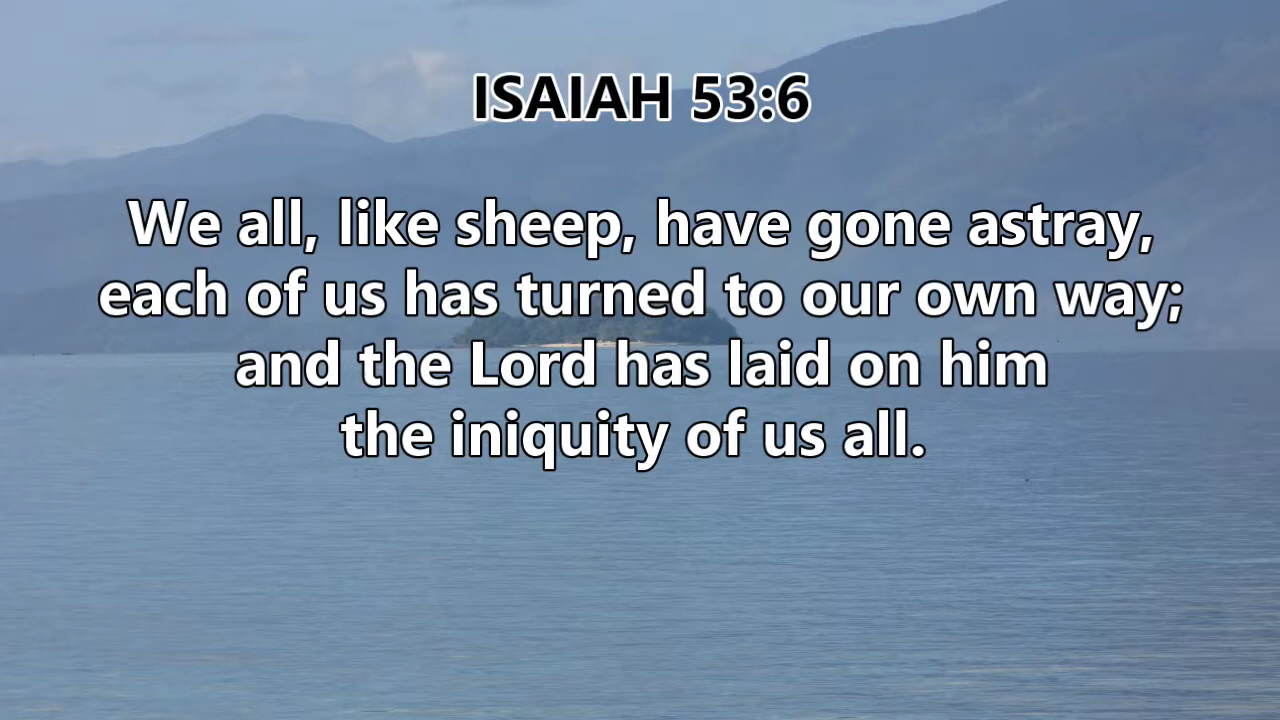 ISAIAH 53:6
We all, like sheep, have gone astray,
each of us has turned to our own way;
and the Lord has laid on him
the iniquity of us all.